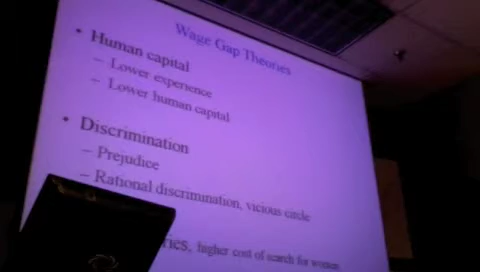 Wage Gap Theories
• Human capital
– Lower experience
– Lower human capital
• Discrimination
– Prejudice
– Rational discrimination, vicious circle
higher cost of search for women